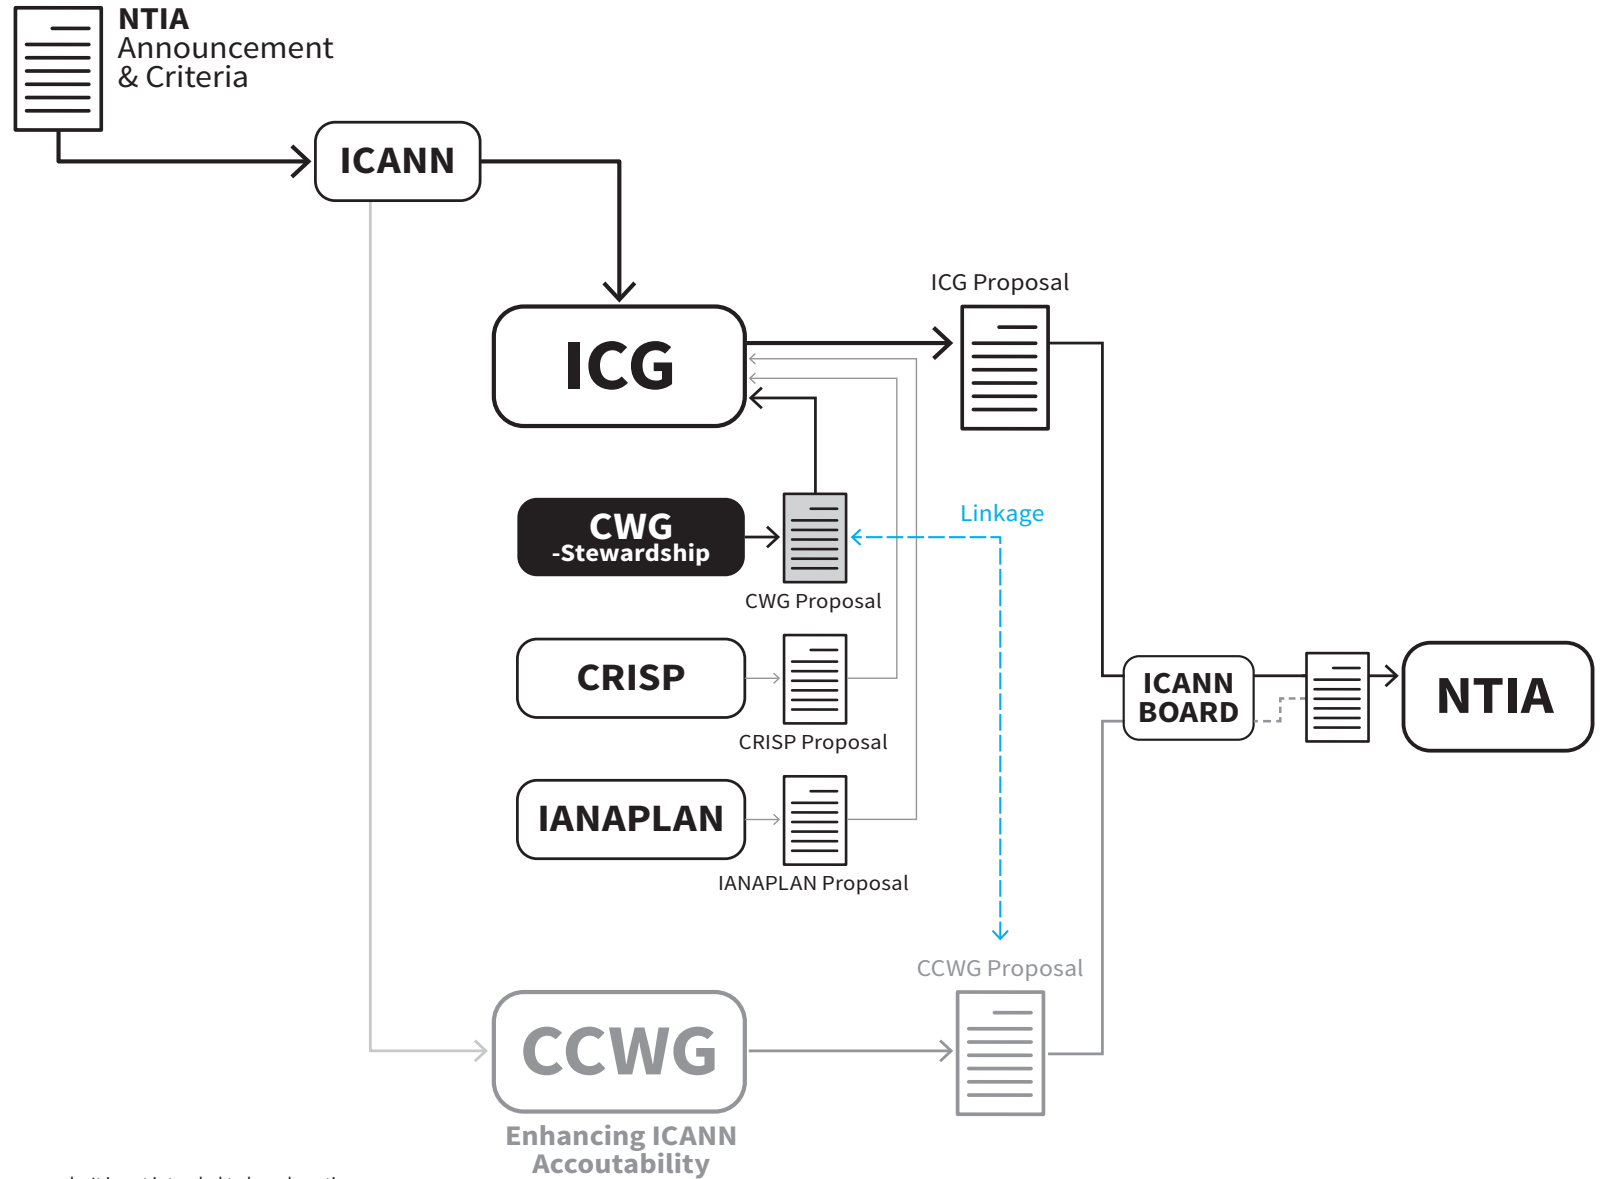 NTIA
Announcement
& Criteria
ICANN
ICG Proposal
ICG
Linkage
CWG
-Stewardship
CWG Proposal
CRISP
ICANN
BOARD
NTIA
CRISP Proposal
IANAPLAN
IANAPLAN Proposal
CCWG Proposal
CCWG
Enhancing ICANN
Accoutability